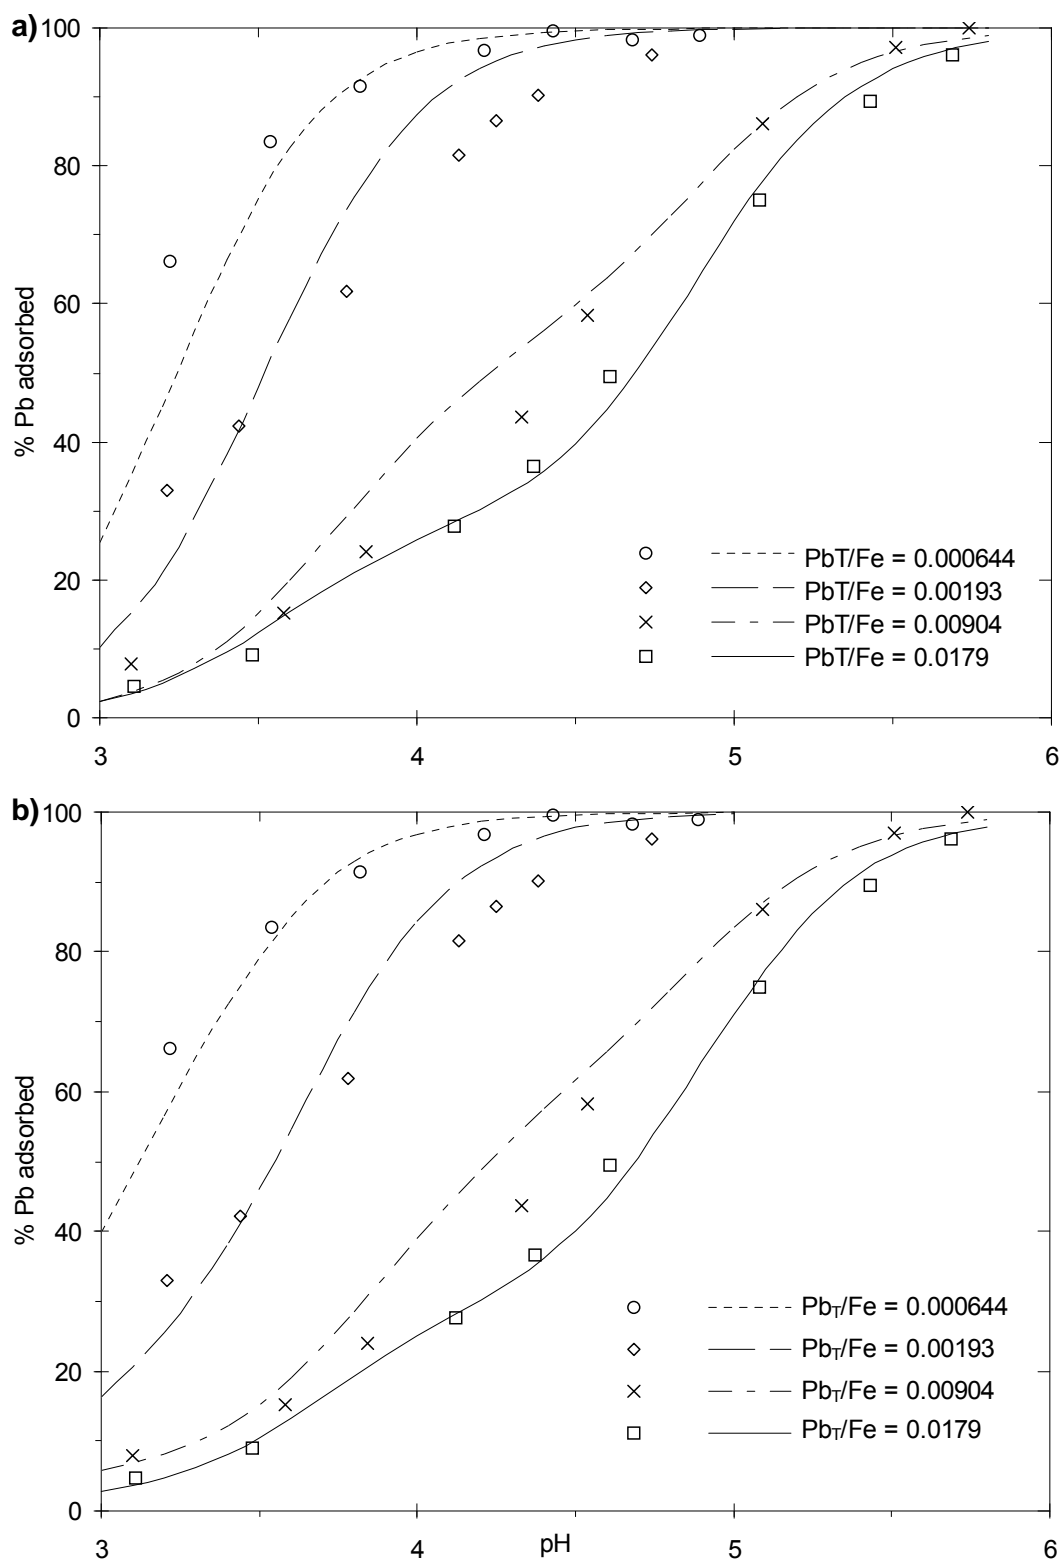 a)
100
80
60
40
20
0
% Pb adsorbed
PbT/Fe = 0.000644
PbT/Fe = 0.00193
PbT/Fe = 0.00904
PbT/Fe = 0.0179
3 4 5 6
b)
100
80
60
40
20
0
% Pb adsorbed
PbT/Fe = 0.000644
PbT/Fe = 0.00193
PbT/Fe = 0.00904
PbT/Fe = 0.0179
3 4 5 6
pH